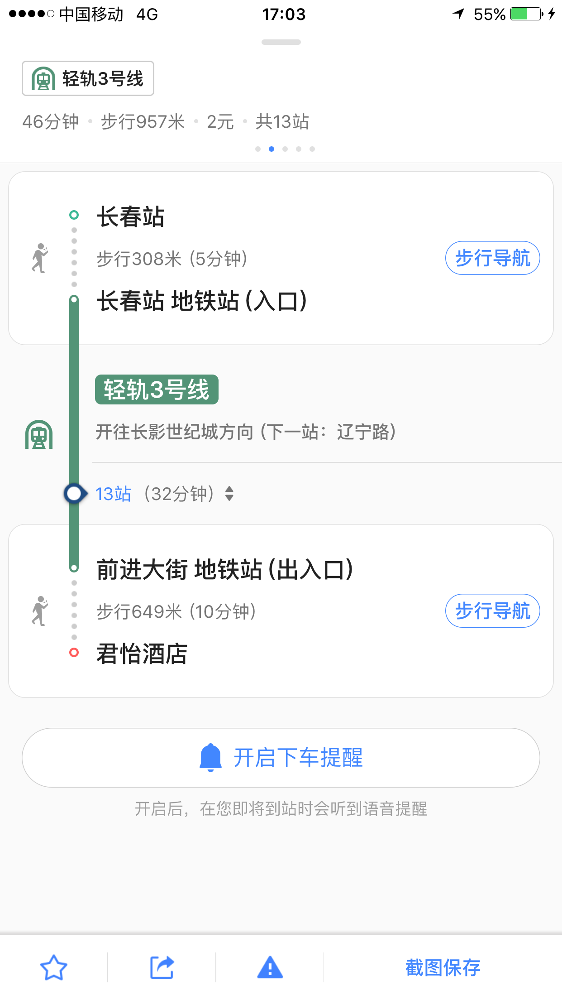 中国移动 4G 17:03 55%
轻轨3号线
46分钟 · 步行957米 · 2元 · 共13站
长春站
步行308米 (5分钟)
步行导航
长春站 地铁站 (入口)
轻轨3号线
开往长影世纪城方向 (下一站：辽宁路)
13站 (32分钟)
前进大街 地铁站 (出入口)
步行649米 (10分钟)
步行导航
君怡酒店
开启下车提醒
开启后，在您即将到站时会听到语音提醒
截图保存